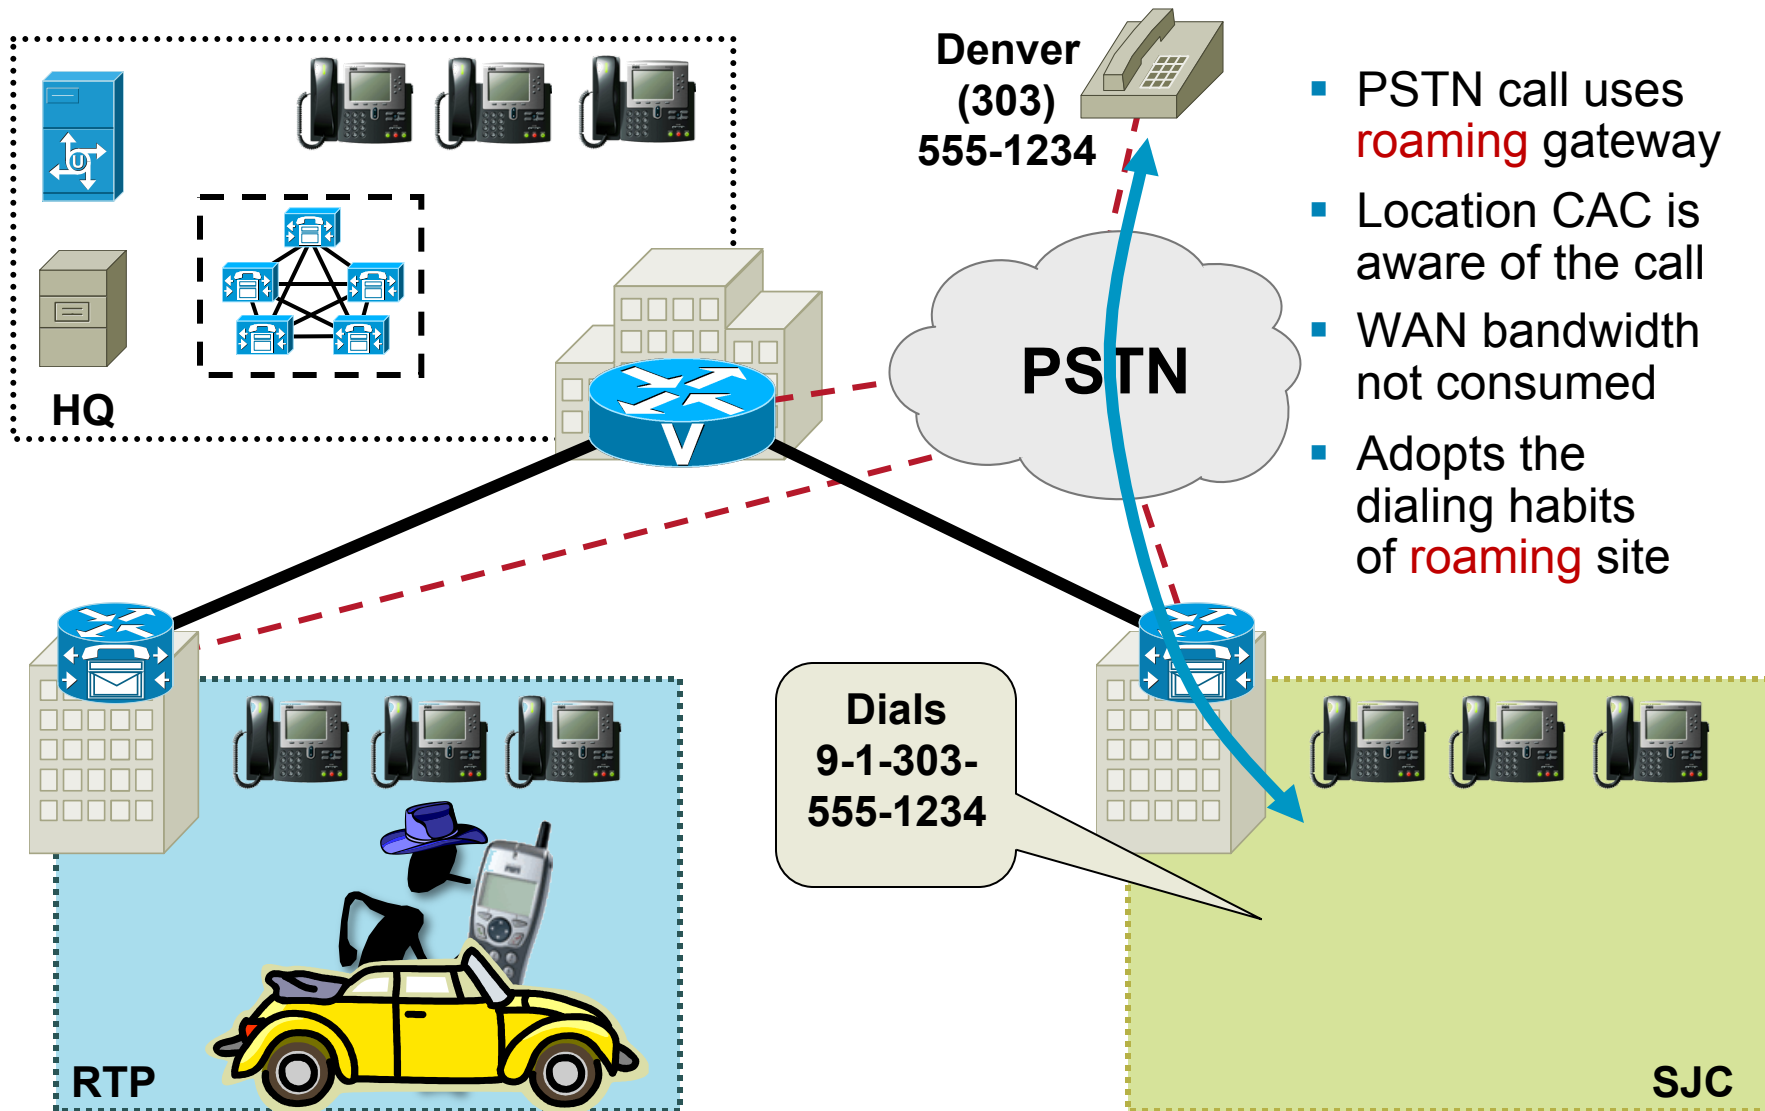 Denver
(303)
555-1234
PSTN call uses
roaming gateway
Location CAC is
aware of the call
WAN bandwidth
not consumed
Adopts the
dialing habits
of roaming site
U
HQ
PSTN
V
Dials
9-1-303-
555-1234
RTP
SJC